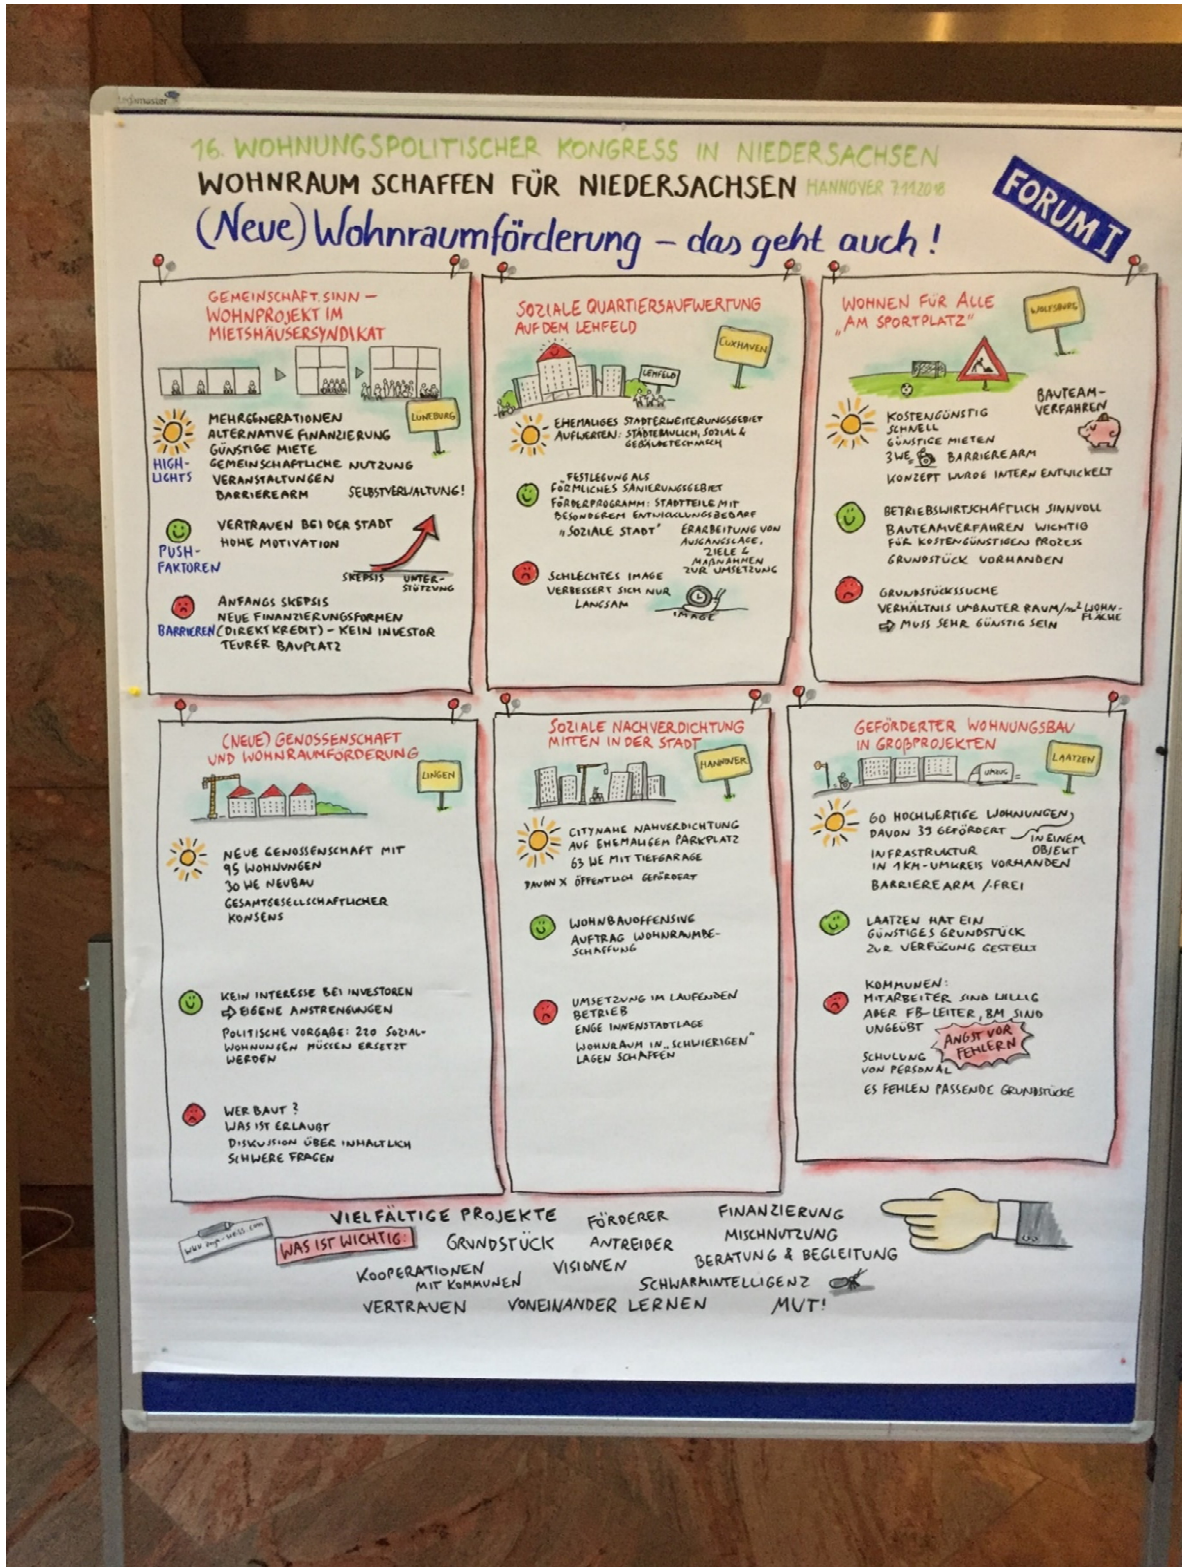 legamaster
16. WOHNUNGSPOLITISCHER KONGRESS IN NIEDERSACHSEN
WOHNRAUM SCHAFFEN FÜR NIEDERSACHSEN HANNOVER 7.11.2018
(Neue) Wohnraumförderung – das geht auch!
FORUM I
GEMEINSCHAFT.SINN –
WOHNPROJEKT IM
MIETSHÄUSERSYNDIKAT
LÜNEBURG
HIGH-
LIGHTS
MEHRGENERATIONEN
ALTERNATIVE FINANZIERUNG
GÜNSTIGE MIETE
GEMEINSCHAFTLICHE NUTZUNG
VERANSTALTUNGEN
BARRIEREARM SELBSTVERWALTUNG!
PUSH-
FAKTOREN
VERTRAUEN BEI DER STADT
HOHE MOTIVATION
SKEPSIS UNTER-
STÜTZUNG
BARRIEREN
ANFANGS SKEPSIS
NEUE FINANZIERUNGSFORMEN
(DIREKTKREDIT) – KEIN INVESTOR
TEURER BAUPLATZ
SOZIALE QUARTIERSAUFWERTUNG
AUF DEM LEHFELD
CUXHAVEN
LEHFELD
EHEMALIGES STADTERWEITERUNGSGEBIET
AUFWERTEN: STÄDTEBAULICH, SOZIAL &
GEBÄUDETECHNISCH
FESTLEGUNG ALS
FÖRMLICHES SANIERUNGSGEBIET
FÖRDERPROGRAMM: STADTTEILE MIT
BESONDEREM ENTWICKLUNGSBEDARF
„SOZIALE STADT"
ERARBEITUNG VON
AUSGANGSLAGE,
ZIELE &
MAßNAHMEN
ZUR UMSETZUNG
SCHLECHTES IMAGE
VERBESSERT SICH NUR
LANGSAM
IMAGE
WOHNEN FÜR ALLE
„AM SPORTPLATZ"
WOLFSBURG
BAUTEAM-
VERFAHREN
KOSTENGÜNSTIG
SCHNELL
GÜNSTIGE MIETEN
3 WE BARRIEREARM
KONZEPT WURDE INTERN ENTWICKELT
BETRIEBSWIRTSCHAFTLICH SINNVOLL
BAUTEAMVERFAHREN WICHTIG
FÜR KOSTENGÜNSTIGEN PROZESS
GRUNDSTÜCK VORHANDEN
GRUNDSTÜCKSSUCHE
VERHÄLTNIS UMBAUTER RAUM/m² WOHN-
FLÄCHE
⇨ MUSS SEHR GÜNSTIG SEIN
(NEUE) GENOSSENSCHAFT
UND WOHNRAUMFÖRDERUNG
LINGEN
NEUE GENOSSENSCHAFT MIT
95 WOHNUNGEN
30 WE NEUBAU
GESAMTGESELLSCHAFTLICHER
KONSENS
KEIN INTERESSE BEI INVESTOREN
⇨ EIGENE ANSTRENGUNGEN
POLITISCHE VORGABE: 220 SOZIAL-
WOHNUNGEN MÜSSEN ERSETZT
WERDEN
WER BAUT?
WAS IST ERLAUBT
DISKUSSION ÜBER INHALTLICH
SCHWERE FRAGEN
SOZIALE NACHVERDICHTUNG
MITTEN IN DER STADT
HANNOVER
CITYNAHE NAHVERDICHTUNG
AUF EHEMALIGEM PARKPLATZ
63 WE MIT TIEFGARAGE
DAVON X ÖFFENTLICH GEFÖRDERT
WOHNBAUOFFENSIVE
AUFTRAG WOHNRAUMBE-
SCHAFFUNG
UMSETZUNG IM LAUFENDEN
BETRIEB
ENGE INNENSTADTLAGE
WOHNRAUM IN „SCHWIERIGEN"
LAGEN SCHAFFEN
GEFÖRDERTER WOHNUNGSBAU
IN GROßPROJEKTEN
LAATZEN
UMZUG
60 HOCHWERTIGE WOHNUNGEN,
DAVON 39 GEFÖRDERT
IN EINEM
OBJEKT
INFRASTRUKTUR
IN 1KM-UMKREIS VORHANDEN
BARRIEREARM /-FREI
LAATZEN HAT EIN
GÜNSTIGES GRUNDSTÜCK
ZUR VERFÜGUNG GESTELLT
KOMMUNEN:
MITARBEITER SIND WILLIG
ABER FB-LEITER, BM SIND
UNGEÜBT
ANGST VOR
FEHLERN
SCHULUNG
VON PERSONAL
ES FEHLEN PASSENDE GRUNDSTÜCKE
WAS IST WICHTIG:
VIELFÄLTIGE PROJEKTE FÖRDERER FINANZIERUNG
GRUNDSTÜCK ANTREIBER MISCHNUTZUNG
KOOPERATIONEN
MIT KOMMUNEN
VISIONEN BERATUNG & BEGLEITUNG
SCHWARMINTELLIGENZ
VERTRAUEN VONEINANDER LERNEN MUT!